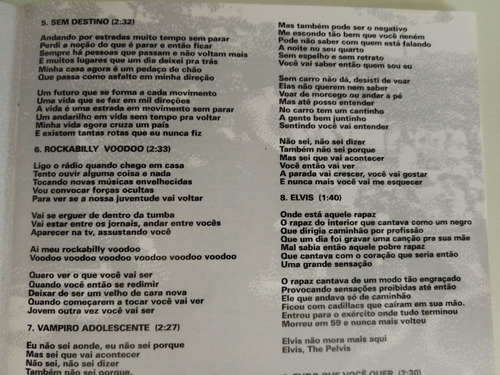 5. SEM DESTINO (2:32)
Andando por estradas muito tempo sem parar
Perdi a noção do que é parar e então ficar
Sempre há pessoas que passam e não voltam mais
E muitos lugares que um dia deixei pra trás
Minha casa agora é um pedaço de chão
Que passa como asfalto em minha direção
Um futuro que se forma a cada movimento
Uma vida que se faz em mil direções
A vida é uma estrada em movimento sem parar
Um andarilho em vida sem tempo pra voltar
Minha vida agora cruza um país
E existem tantas rotas que eu nunca fiz
6. ROCKABILLY VOODOO (2:33)
Ligo o rádio quando chego em casa
Tento ouvir alguma coisa e nada
Tocando novas músicas envelhecidas
Vou convocar forças ocultas
Para ver se a nossa juventude vai voltar
Vai se erguer de dentro da tumba
Vai estar entre os jornais, andar entre vocês
Aparecer na tv, assustando você
Ai meu rockabilly voodoo
Voodoo voodoo voodoo voodoo voodoo voodoo
Quero ver o que você vai ser
Quando você então se redimir
Deixar de ser um velho de cara nova
Quando começarem a tocar você vai ver
Jovem outra vez você vai ser
7. VAMPIRO ADOLESCENTE (2:27)
Eu não sei aonde, eu não sei porque
Mas sei que vai acontecer
Não sei, não sei dizer
Também não sei porque.
Mas também pode ser o negativo
Me escondo tão bem que você neném
Pode não saber com quem está falando
A noite no seu quarto
Sem espelho e sem retrato
Você vai saber então quem sou eu
Sem carro não dá, desisti de voar
Elas não querem nem saber
Voar de morcego ou andar a pé
Mas até posso entender
No carro tem um cantinho
A gente bem juntinho
Sentindo você vai entender
Não sei, não sei dizer
Também não sei porque
Mas sei que vai acontecer
Você então vai ver
A parada vai crescer, você vai gostar
E nunca mais você vai me esquecer
8. ELVIS (1:40)
Onde está aquele rapaz
O rapaz do interior que cantava como um negro
Que dirigia caminhão por profissão
Que um dia foi gravar uma canção pra sua mãe
Mal sabia então aquele pobre rapaz
Que cantava com o coração que seria então
Uma grande sensação
O rapaz cantava de um modo tão engraçado
Provocando sensações proibidas até então
Ele que andava só de caminhão
Ficou com cadillacs que caíram em sua mão.
Entrou para o exército onde tudo terminou
Morreu em 59 e nunca mais voltou
Elvis não mora mais aqui
Elvis, The Pelvis
TUDO QUE VOCÊ QUER (2:30)